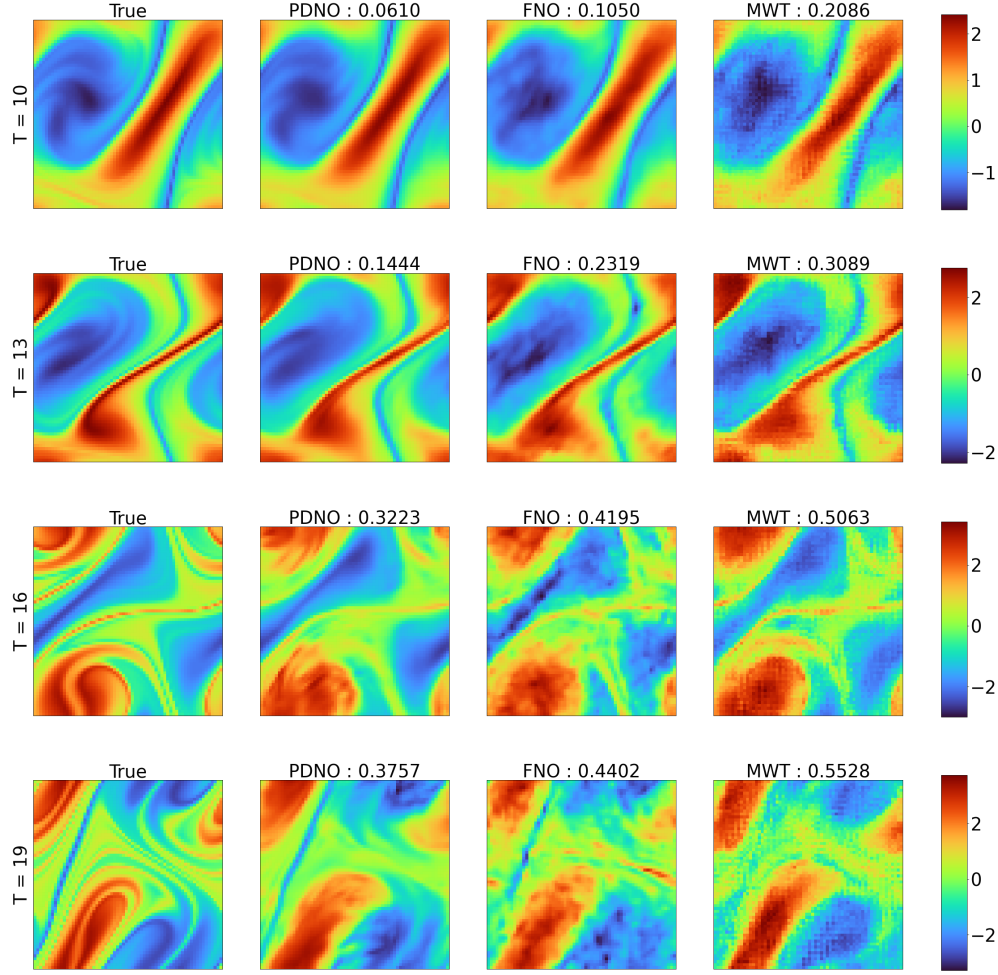 True PDNO : 0.0610 FNO : 0.1050 MWT : 0.2086
T = 10
2
1
0
−1
True PDNO : 0.1444 FNO : 0.2319 MWT : 0.3089
T = 13
2
0
−2
True PDNO : 0.3223 FNO : 0.4195 MWT : 0.5063
T = 16
2
0
−2
True PDNO : 0.3757 FNO : 0.4402 MWT : 0.5528
T = 19
2
0
−2